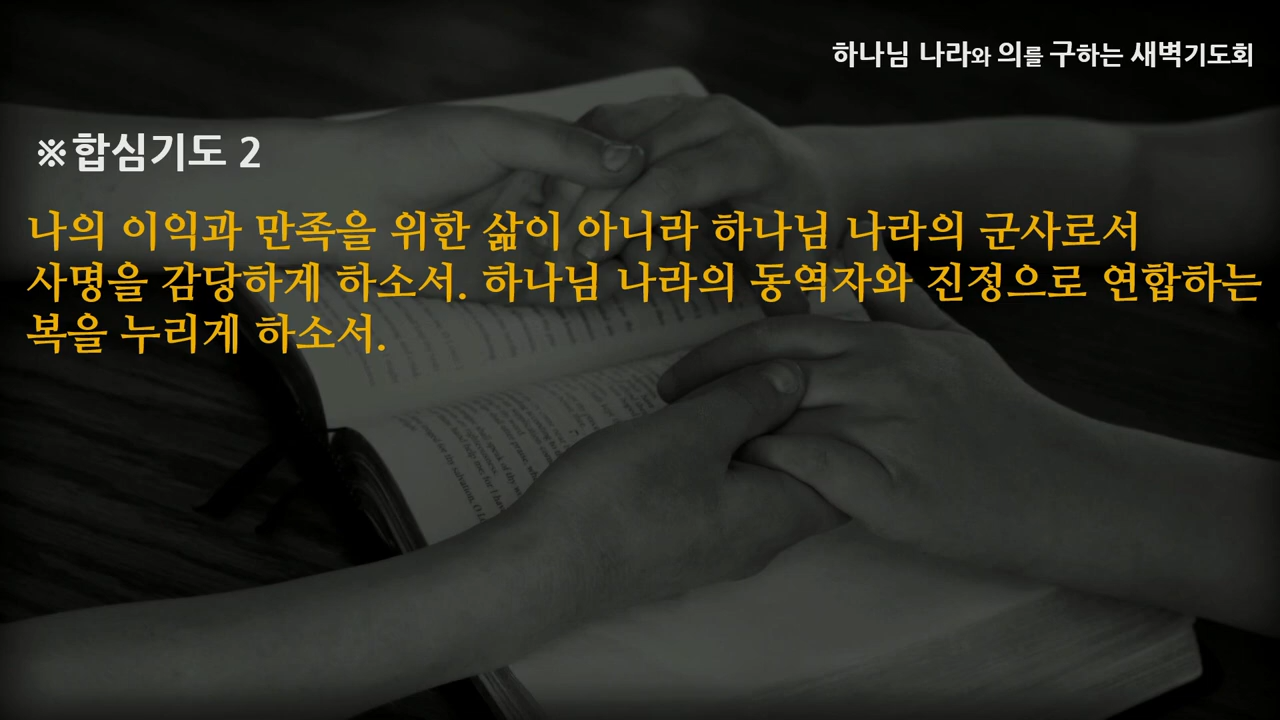 하나님 나라와 의를 구하는 새벽기도회
※합심기도 2
나의 이익과 만족을 위한 삶이 아니라 하나님 나라의 군사로서
사명을 감당하게 하소서. 하나님 나라의 동역자와 진정으로 연합하는
복을 누리게 하소서.